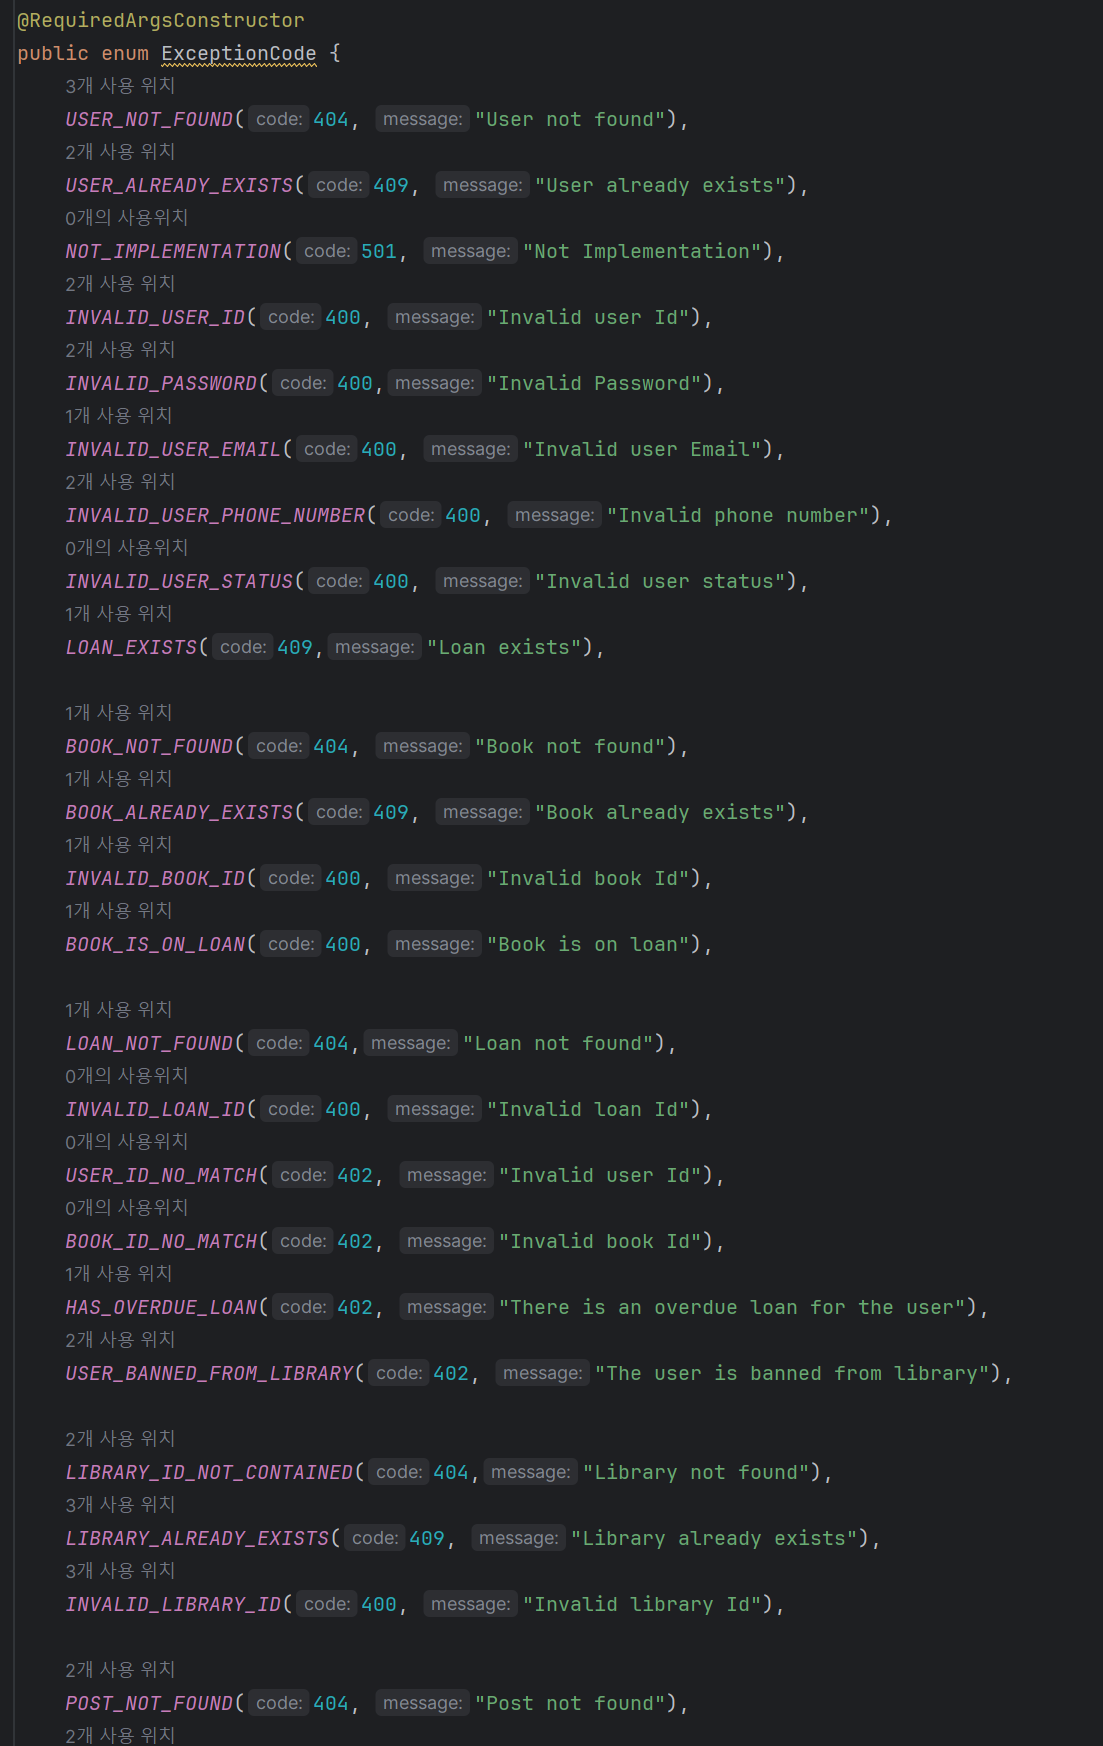 @RequiredArgsConstructor
public enum ExceptionCode {
3개 사용 위치
USER_NOT_FOUND( code: 404, message: "User not found"),
2개 사용 위치
USER_ALREADY_EXISTS( code: 409, message: "User already exists"),
0개의 사용위치
NOT_IMPLEMENTATION( code: 501, message: "Not Implementation"),
2개 사용 위치
INVALID_USER_ID( code: 400, message: "Invalid user Id"),
2개 사용 위치
INVALID_PASSWORD( code: 400, message: "Invalid Password"),
1개 사용 위치
INVALID_USER_EMAIL( code: 400, message: "Invalid user Email"),
2개 사용 위치
INVALID_USER_PHONE_NUMBER( code: 400, message: "Invalid phone number"),
0개의 사용위치
INVALID_USER_STATUS( code: 400, message: "Invalid user status"),
1개 사용 위치
LOAN_EXISTS( code: 409, message: "Loan exists"),
1개 사용 위치
BOOK_NOT_FOUND( code: 404, message: "Book not found"),
1개 사용 위치
BOOK_ALREADY_EXISTS( code: 409, message: "Book already exists"),
1개 사용 위치
INVALID_BOOK_ID( code: 400, message: "Invalid book Id"),
1개 사용 위치
BOOK_IS_ON_LOAN( code: 400, message: "Book is on loan"),
1개 사용 위치
LOAN_NOT_FOUND( code: 404, message: "Loan not found"),
0개의 사용위치
INVALID_LOAN_ID( code: 400, message: "Invalid loan Id"),
0개의 사용위치
USER_ID_NO_MATCH( code: 402, message: "Invalid user Id"),
0개의 사용위치
BOOK_ID_NO_MATCH( code: 402, message: "Invalid book Id"),
1개 사용 위치
HAS_OVERDUE_LOAN( code: 402, message: "There is an overdue loan for the user"),
2개 사용 위치
USER_BANNED_FROM_LIBRARY( code: 402, message: "The user is banned from library"),
2개 사용 위치
LIBRARY_ID_NOT_CONTAINED( code: 404, message: "Library not found"),
3개 사용 위치
LIBRARY_ALREADY_EXISTS( code: 409, message: "Library already exists"),
3개 사용 위치
INVALID_LIBRARY_ID( code: 400, message: "Invalid library Id"),
2개 사용 위치
POST_NOT_FOUND( code: 404, message: "Post not found"),
2개 사용 위치